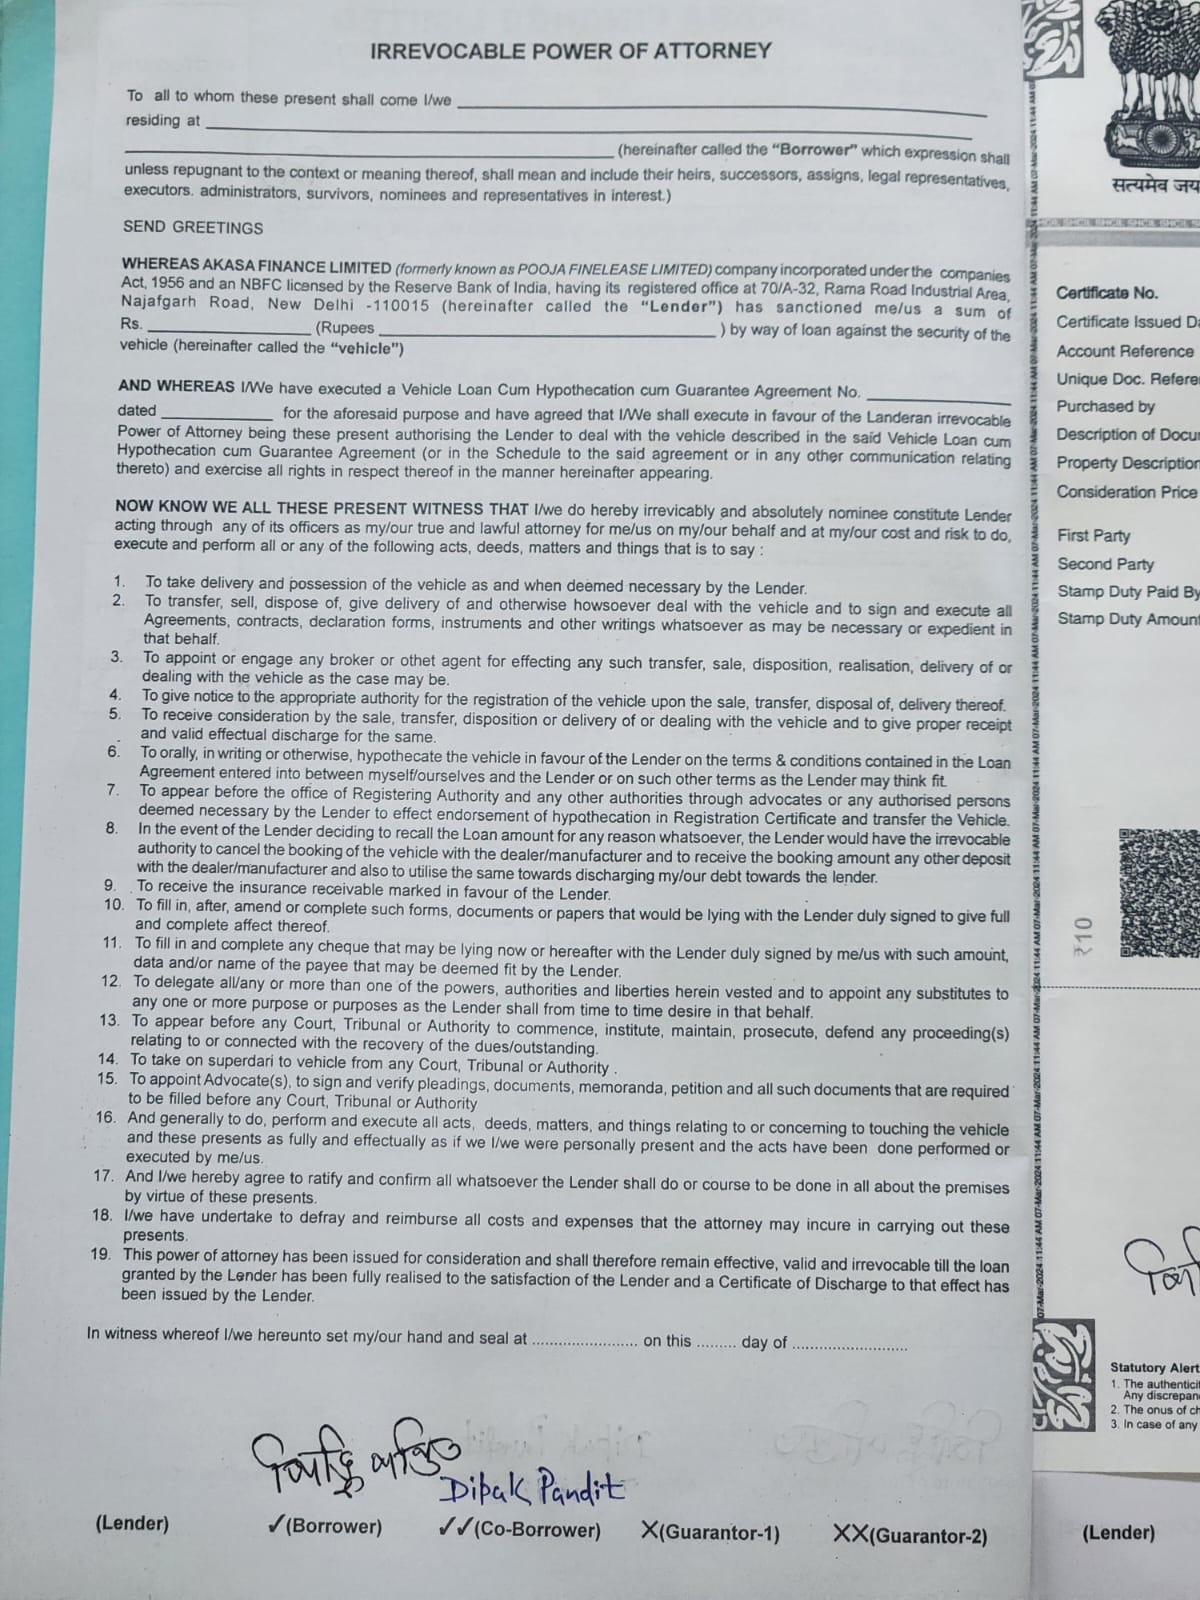 IRREVOCABLE POWER OF ATTORNEY
To all to whom these present shall come I/we
residing at
(hereinafter called the "Borrower" which expression shall
unless repugnant to the context or meaning thereof, shall mean and include their heirs, successors, assigns, legal representatives,
executors. administrators, survivors, nominees and representatives in interest.)
SEND GREETINGS
WHEREAS AKASA FINANCE LIMITED (formerly known as POOJA FINELEASE LIMITED) company incorporated under the companies
Act, 1956 and an NBFC licensed by the Reserve Bank of India, having its registered office at 70/A-32, Rama Road Industrial Area,
Najafgarh Road, New Delhi -110015 (hereinafter called the "Lender") has sanctioned me/us a sum of
Rs. (Rupees ) by way of loan against the security of the
vehicle (hereinafter called the "vehicle")
AND WHEREAS I/We have executed a Vehicle Loan Cum Hypothecation cum Guarantee Agreement No.
dated for the aforesaid purpose and have agreed that I/We shall execute in favour of the Landeran irrevocable
Power of Attorney being these present authorising the Lender to deal with the vehicle described in the said Vehicle Loan cum
Hypothecation cum Guarantee Agreement (or in the Schedule to the said agreement or in any other communication relating
thereto) and exercise all rights in respect thereof in the manner hereinafter appearing.
NOW KNOW WE ALL THESE PRESENT WITNESS THAT I/we do hereby irrevicably and absolutely nominee constitute Lender
acting through any of its officers as my/our true and lawful attorney for me/us on my/our behalf and at my/our cost and risk to do,
execute and perform all or any of the following acts, deeds, matters and things that is to say :
1. To take delivery and possession of the vehicle as and when deemed necessary by the Lender.
2. To transfer, sell, dispose of, give delivery of and otherwise howsoever deal with the vehicle and to sign and execute all
Agreements, contracts, declaration forms, instruments and other writings whatsoever as may be necessary or expedient in
that behalf.
3. To appoint or engage any broker or othet agent for effecting any such transfer, sale, disposition, realisation, delivery of or
dealing with the vehicle as the case may be.
4. To give notice to the appropriate authority for the registration of the vehicle upon the sale, transfer, disposal of, delivery thereof.
5. To receive consideration by the sale, transfer, disposition or delivery of or dealing with the vehicle and to give proper receipt
and valid effectual discharge for the same.
6. To orally, in writing or otherwise, hypothecate the vehicle in favour of the Lender on the terms & conditions contained in the Loan
Agreement entered into between myself/ourselves and the Lender or on such other terms as the Lender may think fit.
7. To appear before the office of Registering Authority and any other authorities through advocates or any authorised persons
deemed necessary by the Lender to effect endorsement of hypothecation in Registration Certificate and transfer the Vehicle.
8. In the event of the Lender deciding to recall the Loan amount for any reason whatsoever, the Lender would have the irrevocable
authority to cancel the booking of the vehicle with the dealer/manufacturer and to receive the booking amount any other deposit
with the dealer/manufacturer and also to utilise the same towards discharging my/our debt towards the lender.
9. To receive the insurance receivable marked in favour of the Lender.
10. To fill in, after, amend or complete such forms, documents or papers that would be lying with the Lender duly signed to give full
and complete affect thereof.
11. To fill in and complete any cheque that may be lying now or hereafter with the Lender duly signed by me/us with such amount,
data and/or name of the payee that may be deemed fit by the Lender.
12. To delegate all/any or more than one of the powers, authorities and liberties herein vested and to appoint any substitutes to
any one or more purpose or purposes as the Lender shall from time to time desire in that behalf.
13. To appear before any Court, Tribunal or Authority to commence, institute, maintain, prosecute, defend any proceeding(s)
relating to or connected with the recovery of the dues/outstanding.
14. To take on superdari to vehicle from any Court, Tribunal or Authority .
15. To appoint Advocate(s), to sign and verify pleadings, documents, memoranda, petition and all such documents that are required
to be filled before any Court, Tribunal or Authority
16. And generally to do, perform and execute all acts, deeds, matters, and things relating to or concerning to touching the vehicle
and these presents as fully and effectually as if we I/we were personally present and the acts have been done performed or
executed by me/us.
17. And I/we hereby agree to ratify and confirm all whatsoever the Lender shall do or course to be done in all about the premises
by virtue of these presents.
18. I/we have undertake to defray and reimburse all costs and expenses that the attorney may incure in carrying out these
presents.
19. This power of attorney has been issued for consideration and shall therefore remain effective, valid and irrevocable till the loan
granted by the Lender has been fully realised to the satisfaction of the Lender and a Certificate of Discharge to that effect has
been issued by the Lender.
In witness whereof I/we hereunto set my/our hand and seal at ........................ on this ......... day of ..........................
Dipak Pandit
(Lender) ✓(Borrower) ✓✓(Co-Borrower) X(Guarantor-1) XX(Guarantor-2)
सत्यमेव जय
Certificate No.
Certificate Issued Da
Account Reference
Unique Doc. Refere
Purchased by
Description of Docu
Property Description
Consideration Price
First Party
Second Party
Stamp Duty Paid By
Stamp Duty Amount
₹10
07-Mar-2024 11:44 AM
Statutory Alert
1. The authentici
Any discrepan
2. The onus of ch
3. In case of any
(Lender)